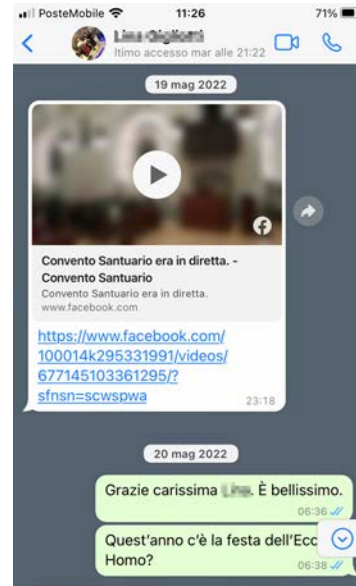 PosteMobile 11:26 71%
ltimo accesso mar alle 21:22
19 mag 2022
Convento Santuario era in diretta. -
Convento Santuario
Convento Santuario era in diretta.
www.facebook.com
https://www.facebook.com/
100014k295331991/videos/
677145103361295/?
sfnsn=scwspwa
23:18
20 mag 2022
Grazie carissima . È bellissimo.
06:36
Quest'anno c'è la festa dell'Ecc
Homo?
06:38